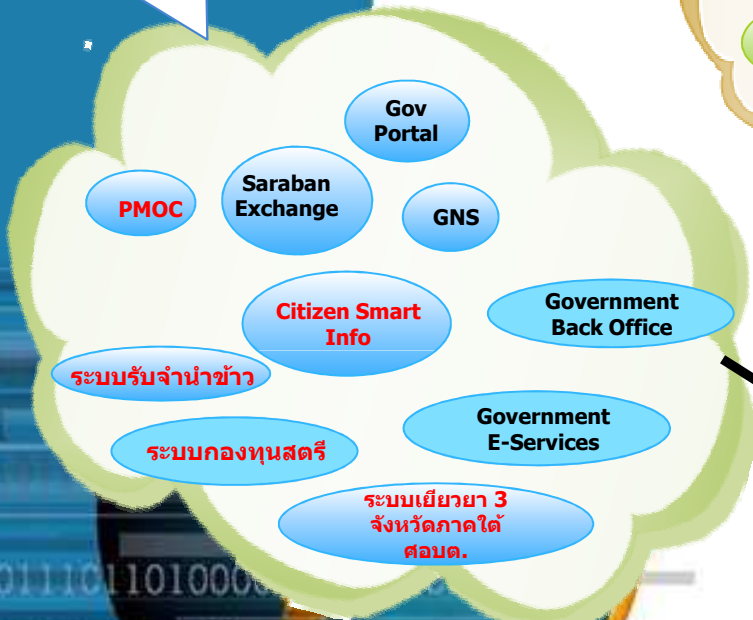 Gov
Portal
Saraban
Exchange
PMOC
GNS
Citizen Smart
Info
Government
Back Office
ระบบรับจำนำข้าว
Government
E-Services
ระบบกองทุนสตรี
ระบบเยียวยา 3
จังหวัดภาคใต้
ศอบต.